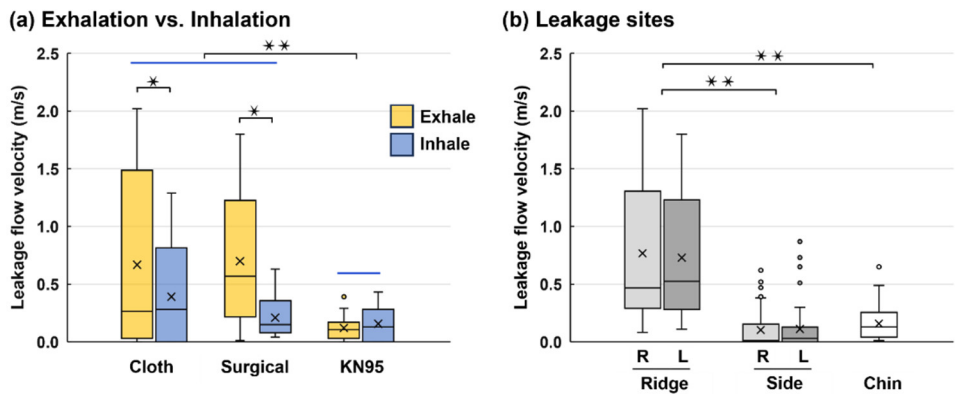 (a) Exhalation vs. Inhalation
Leakage flow velocity (m/s)
2.5
2.0
1.5
1.0
0.5
0.0
Exhale
Inhale
Cloth Surgical KN95
(b) Leakage sites
Leakage flow velocity (m/s)
2.5
2.0
1.5
1.0
0.5
0.0
R L R L
Ridge Side Chin